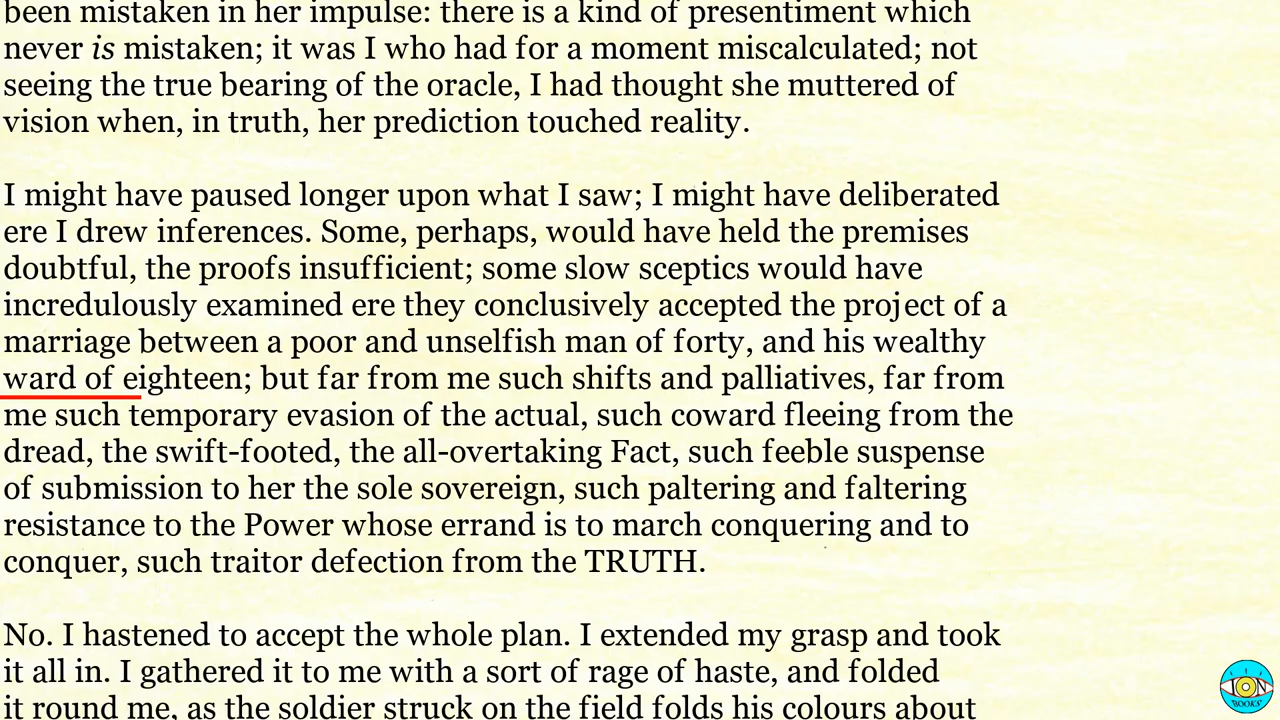 been mistaken in her impulse: there is a kind of presentiment which
never is mistaken; it was I who had for a moment miscalculated; not
seeing the true bearing of the oracle, I had thought she muttered of
vision when, in truth, her prediction touched reality.
I might have paused longer upon what I saw; I might have deliberated
ere I drew inferences. Some, perhaps, would have held the premises
doubtful, the proofs insufficient; some slow sceptics would have
incredulously examined ere they conclusively accepted the project of a
marriage between a poor and unselfish man of forty, and his wealthy
ward of eighteen; but far from me such shifts and palliatives, far from
me such temporary evasion of the actual, such coward fleeing from the
dread, the swift-footed, the all-overtaking Fact, such feeble suspense
of submission to her the sole sovereign, such paltering and faltering
resistance to the Power whose errand is to march conquering and to
conquer, such traitor defection from the TRUTH.
No. I hastened to accept the whole plan. I extended my grasp and took
it all in. I gathered it to me with a sort of rage of haste, and folded
it round me, as the soldier struck on the field folds his colours about
ION
BOOKS